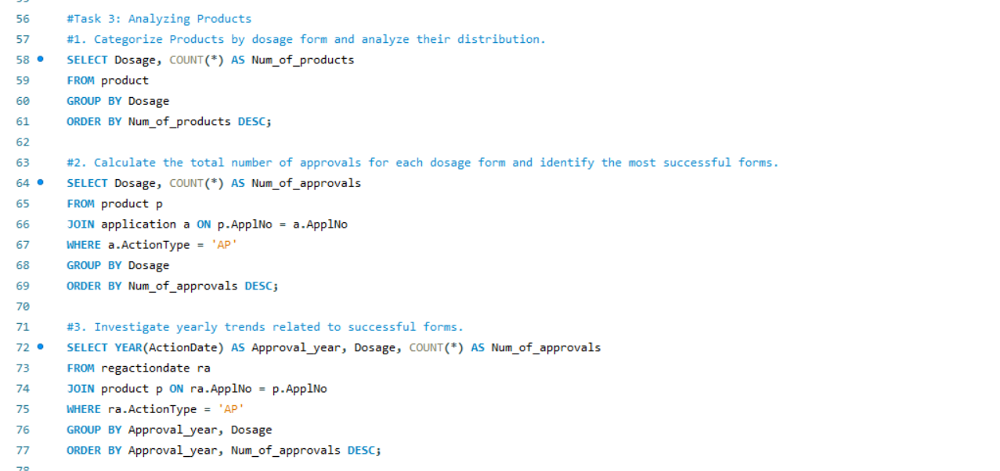 56 #Task 3: Analyzing Products
57 #1. Categorize Products by dosage form and analyze their distribution.
58 SELECT Dosage, COUNT(*) AS Num_of_products
59 FROM product
60 GROUP BY Dosage
61 ORDER BY Num_of_products DESC;
62
63 #2. Calculate the total number of approvals for each dosage form and identify the most successful forms.
64 SELECT Dosage, COUNT(*) AS Num_of_approvals
65 FROM product p
66 JOIN application a ON p.ApplNo = a.ApplNo
67 WHERE a.ActionType = 'AP'
68 GROUP BY Dosage
69 ORDER BY Num_of_approvals DESC;
70
71 #3. Investigate yearly trends related to successful forms.
72 SELECT YEAR(ActionDate) AS Approval_year, Dosage, COUNT(*) AS Num_of_approvals
73 FROM regactiondate ra
74 JOIN product p ON ra.ApplNo = p.ApplNo
75 WHERE ra.ActionType = 'AP'
76 GROUP BY Approval_year, Dosage
77 ORDER BY Approval_year, Num_of_approvals DESC;
78